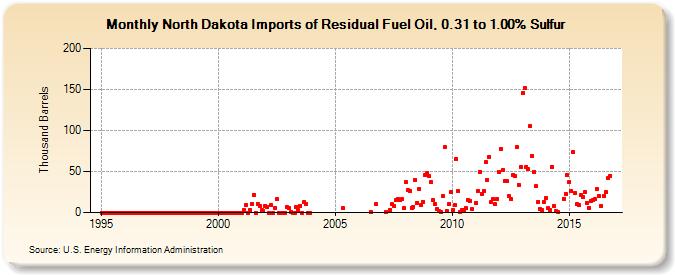 Monthly North Dakota Imports of Residual Fuel Oil, 0.31 to 1.00% Sulfur
Thousand Barrels
200
150
100
50
0
1995 2000 2005 2010 2015
Source: U.S. Energy Information Administration